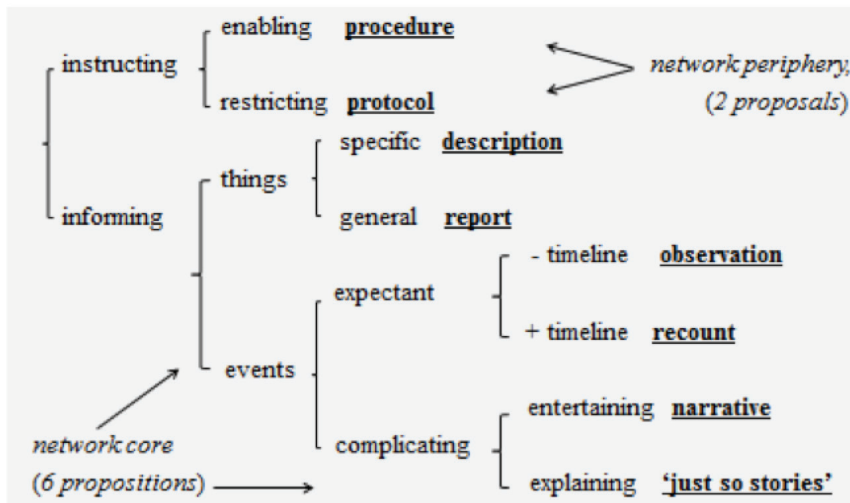 enabling procedure
instructing
network periphery,
restricting protocol
(2 proposals)
specific description
things
informing
general report
- timeline observation
expectant
+ timeline recount
events
entertaining narrative
network core
complicating
(6 propositions)
explaining ‘just so stories’